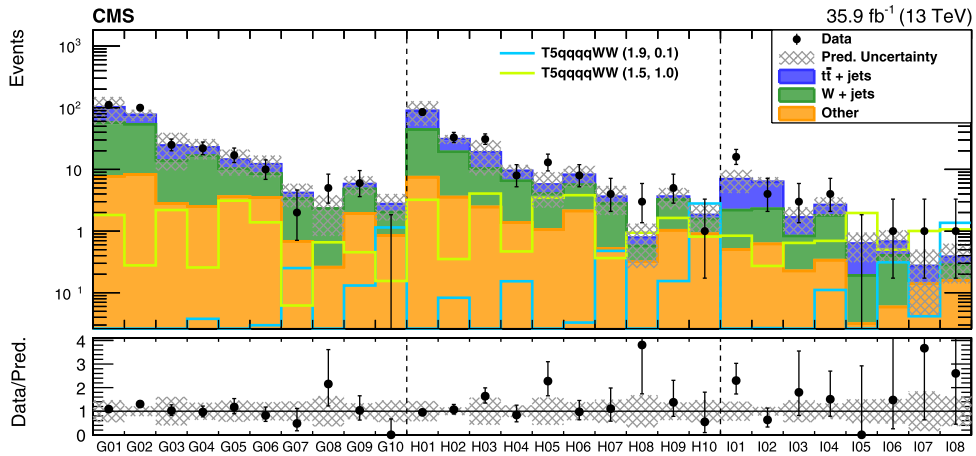 CMS 35.9 fb⁻¹ (13 TeV)
Events
10³
10²
10
1
10⁻¹
T5qqqqWW (1.9, 0.1)
T5qqqqWW (1.5, 1.0)
Data
Pred. Uncertainty
tt̄ + jets
W + jets
Other
Data/Pred.
4
3
2
1
0
G01 G02 G03 G04 G05 G06 G07 G08 G09 G10 H01 H02 H03 H04 H05 H06 H07 H08 H09 H10 I01 I02 I03 I04 I05 I06 I07 I08